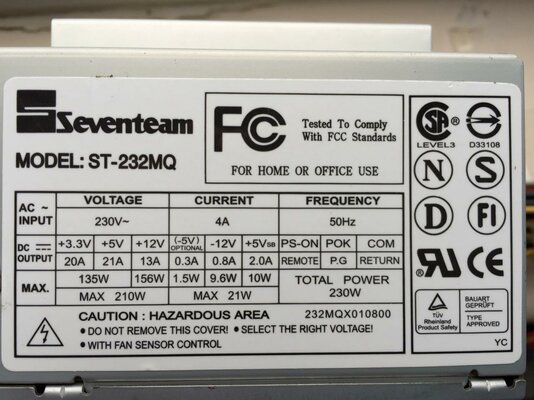 Seventeam
MODEL: ST-232MQ
FC
Tested To Comply
With FCC Standards
FOR HOME OR OFFICE USE
SA ®
LEVEL3
D33108
N S
D FI
AC ~ INPUT
VOLTAGE CURRENT FREQUENCY
230V~ 4A 50Hz
DC OUTPUT
+3.3V +5V +12V (-5V) OPTIONAL -12V +5VSB PS-ON POK COM
20A 21A 13A 0.3A 0.8A 2.0A REMOTE P.G RETURN
MAX. 135W 156W 1.5W 9.6W 10W TOTAL POWER
MAX 210W MAX 21W 230W
CAUTION : HAZARDOUS AREA 232MQX010800
• DO NOT REMOVE THIS COVER! • SELECT THE RIGHT VOLTAGE!
• WITH FAN SENSOR CONTROL
RU CE
TÜV
Rheinland
Product Safety
BAUART
GEPRÜFT
TYPE
APPROVED
YC